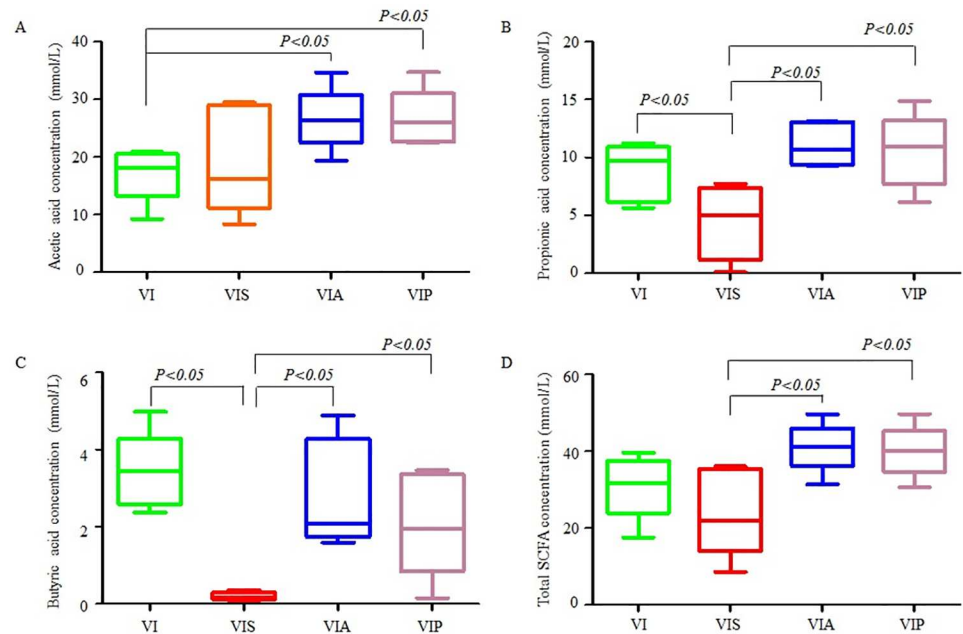 A
P<0.05
P<0.05
Acetic acid concentration (mmol/L)
40
30
20
10
0
VI VIS VIA VIP
B
P<0.05
P<0.05
P<0.05
Propionic acid concentration (mmol/L)
20
15
10
5
0
VI VIS VIA VIP
C
P<0.05
P<0.05 P<0.05
Butyric acid concentration (mmol/L)
6
4
2
0
VI VIS VIA VIP
D
P<0.05
P<0.05
Total SCFA concentration (mmol/L)
60
40
20
0
VI VIS VIA VIP